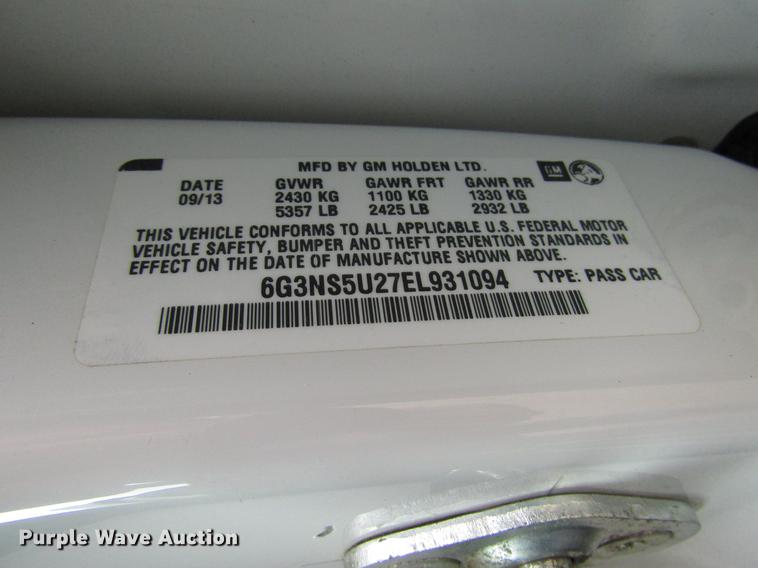 MFD BY GM HOLDEN LTD. GM
DATE GVWR GAWR FRT GAWR RR
09/13 2430 KG 1100 KG 1330 KG
5357 LB 2425 LB 2932 LB
THIS VEHICLE CONFORMS TO ALL APPLICABLE U.S. FEDERAL MOTOR
VEHICLE SAFETY, BUMPER AND THEFT PREVENTION STANDARDS IN
EFFECT ON THE DATE OF MANUFACTURE SHOWN ABOVE.
6G3NS5U27EL931094 TYPE: PASS CAR
Purple Wave Auction